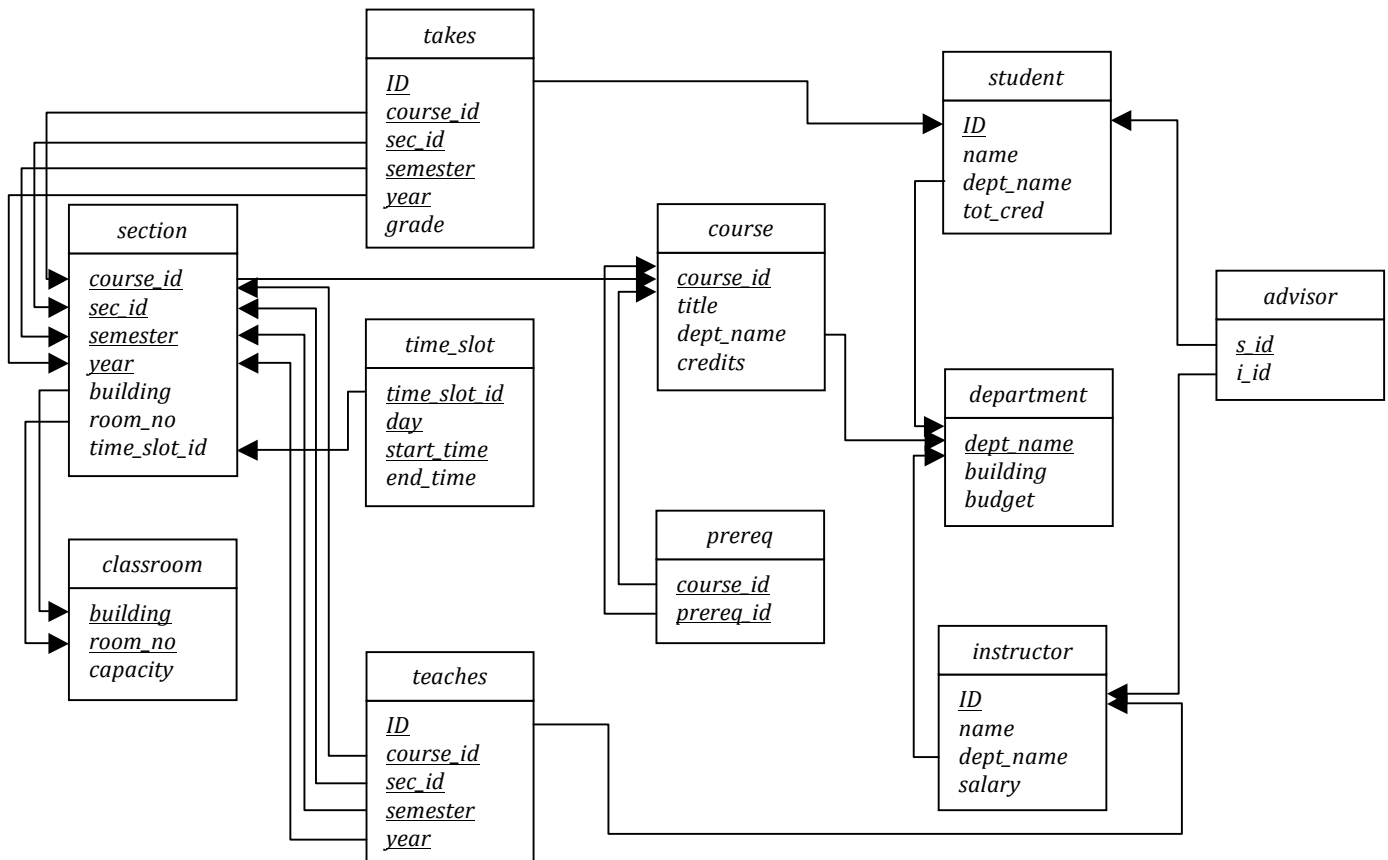 takes
ID
course_id
sec_id
semester
year
grade
student
ID
name
dept_name
tot_cred
section
course_id
sec_id
semester
year
building
room_no
time_slot_id
course
course_id
title
dept_name
credits
time_slot
time_slot_id
day
start_time
end_time
advisor
s_id
i_id
department
dept_name
building
budget
classroom
building
room_no
capacity
prereq
course_id
prereq_id
instructor
ID
name
dept_name
salary
teaches
ID
course_id
sec_id
semester
year